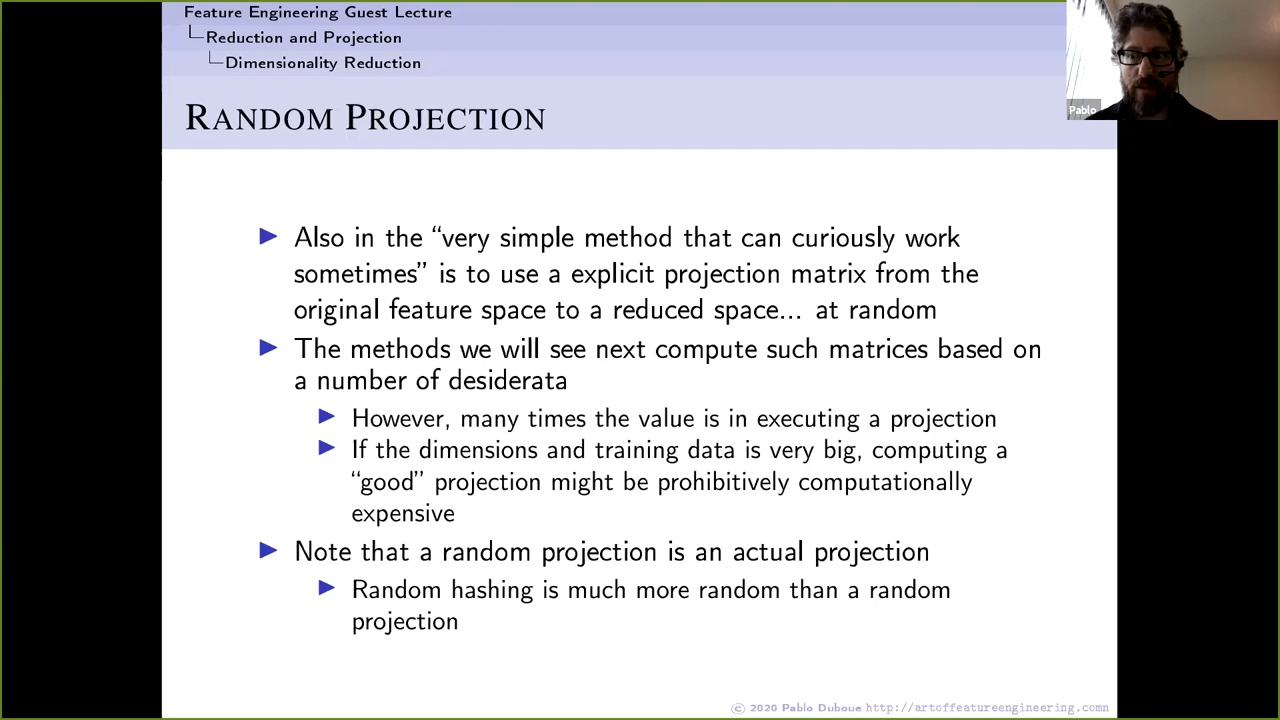 Feature Engineering Guest Lecture
Reduction and Projection
Dimensionality Reduction
RANDOM PROJECTION
Pablo
Also in the “very simple method that can curiously work
sometimes” is to use a explicit projection matrix from the
original feature space to a reduced space... at random
The methods we will see next compute such matrices based on
a number of desiderata
However, many times the value is in executing a projection
If the dimensions and training data is very big, computing a
“good” projection might be prohibitively computationally
expensive
Note that a random projection is an actual projection
Random hashing is much more random than a random
projection
© 2020 Pablo Duboue http://artoffeatureengineering.comn